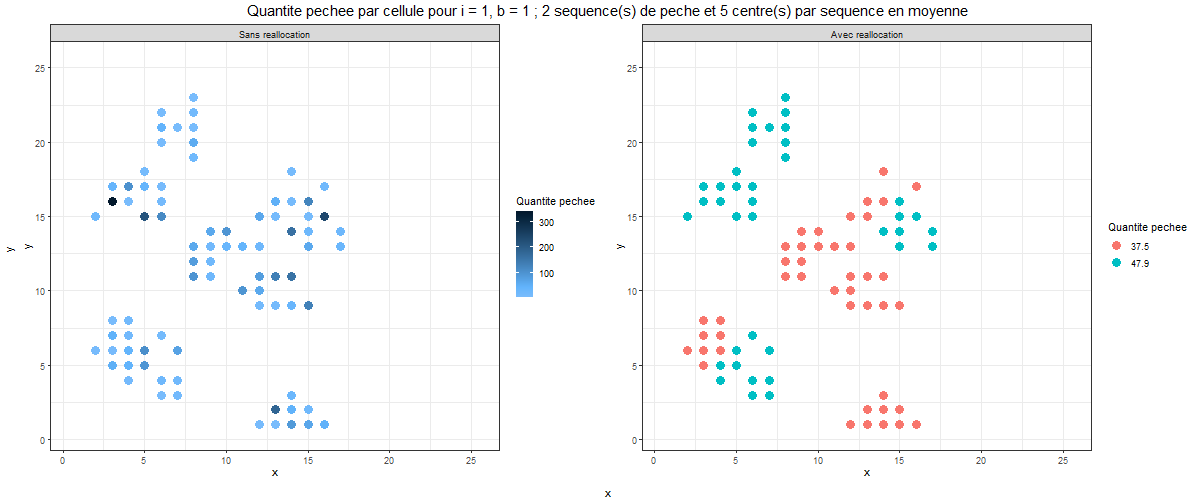 Quantite pechee par cellule pour i = 1, b = 1 ; 2 sequence(s) de peche et 5 centre(s) par sequence en moyenne
Sans reallocation
25
20
15
10
5
0
y
y
0 5 10 15 20 25
x
Quantite pechee
300
200
100
Avec reallocation
25
20
15
10
5
0
y
0 5 10 15 20 25
x
Quantite pechee
37.5
47.9
x